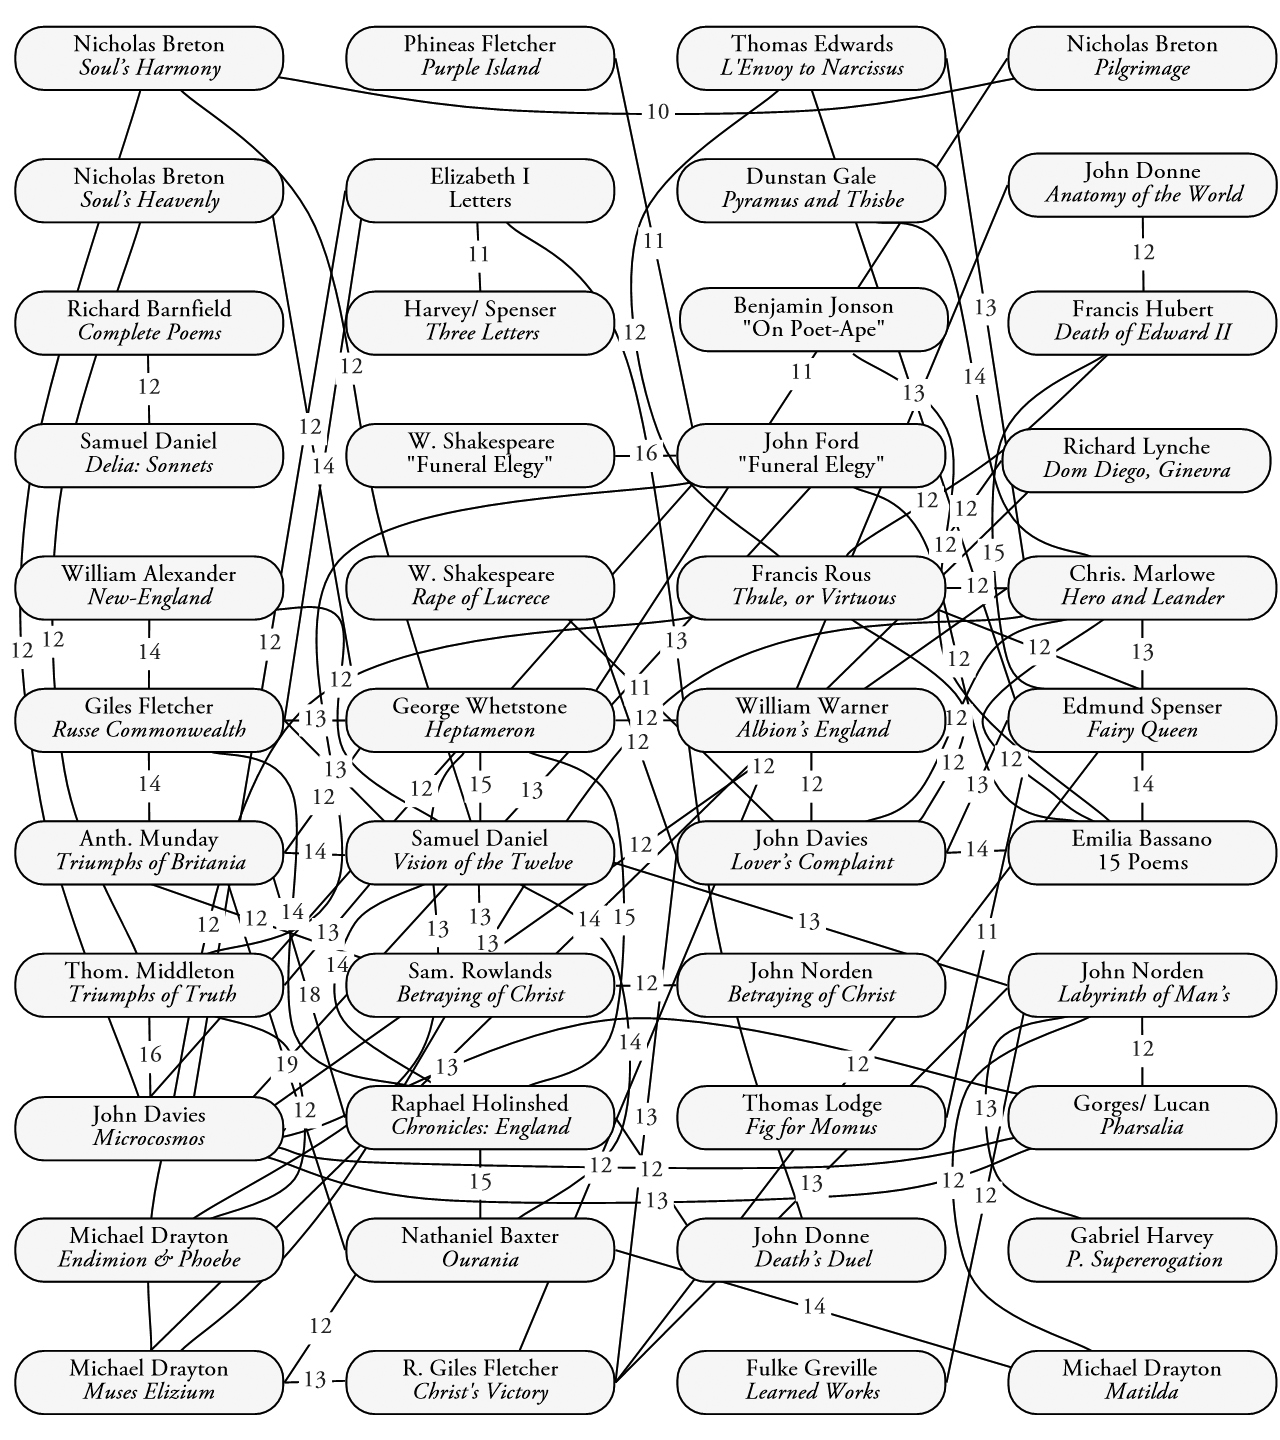 Nicholas Breton
Soul's Harmony
Phineas Fletcher
Purple Island
Thomas Edwards
L'Envoy to Narcissus
Nicholas Breton
Pilgrimage
10
Nicholas Breton
Soul's Heavenly
Elizabeth I
Letters
Dunstan Gale
Pyramus and Thisbe
John Donne
Anatomy of the World
11
11
12
Richard Barnfield
Complete Poems
Harvey/ Spenser
Three Letters
Benjamin Jonson
"On Poet-Ape"
Francis Hubert
Death of Edward II
13
12
12
12
11
13
14
Samuel Daniel
Delia: Sonnets
W. Shakespeare
"Funeral Elegy"
John Ford
"Funeral Elegy"
Richard Lynche
Dom Diego, Ginevra
12
14
16
12
12
12
15
William Alexander
New-England
W. Shakespeare
Rape of Lucrece
Francis Rous
Thule, or Virtuous
12
Chris. Marlowe
Hero and Leander
12
12
14
12
12
13
11
12
12
13
Giles Fletcher
Russe Commonwealth
13
George Whetstone
Heptameron
12
William Warner
Albion's England
12
Edmund Spenser
Fairy Queen
12
14
13
12
12
15
13
12
12
12
13
12
14
Anth. Munday
Triumphs of Britania
14
Samuel Daniel
Vision of the Twelve
12
John Davies
Lover's Complaint
14
Emilia Bassano
15 Poems
12
12
14
13
13
13
13
14
15
13
11
Thom. Middleton
Triumphs of Truth
14
18
Sam. Rowlands
Betraying of Christ
12
John Norden
Betraying of Christ
John Norden
Labyrinth of Man's
16
19
13
14
12
12
John Davies
Microcosmos
12
Raphael Holinshed
Chronicles: England
13
Thomas Lodge
Fig for Momus
13
Gorges/ Lucan
Pharsalia
15
12
12
13
13
12
12
Michael Drayton
Endimion & Phoebe
Nathaniel Baxter
Ourania
John Donne
Death's Duel
Gabriel Harvey
P. Supererogation
12
14
Michael Drayton
Muses Elizium
13
R. Giles Fletcher
Christ's Victory
Fulke Greville
Learned Works
Michael Drayton
Matilda